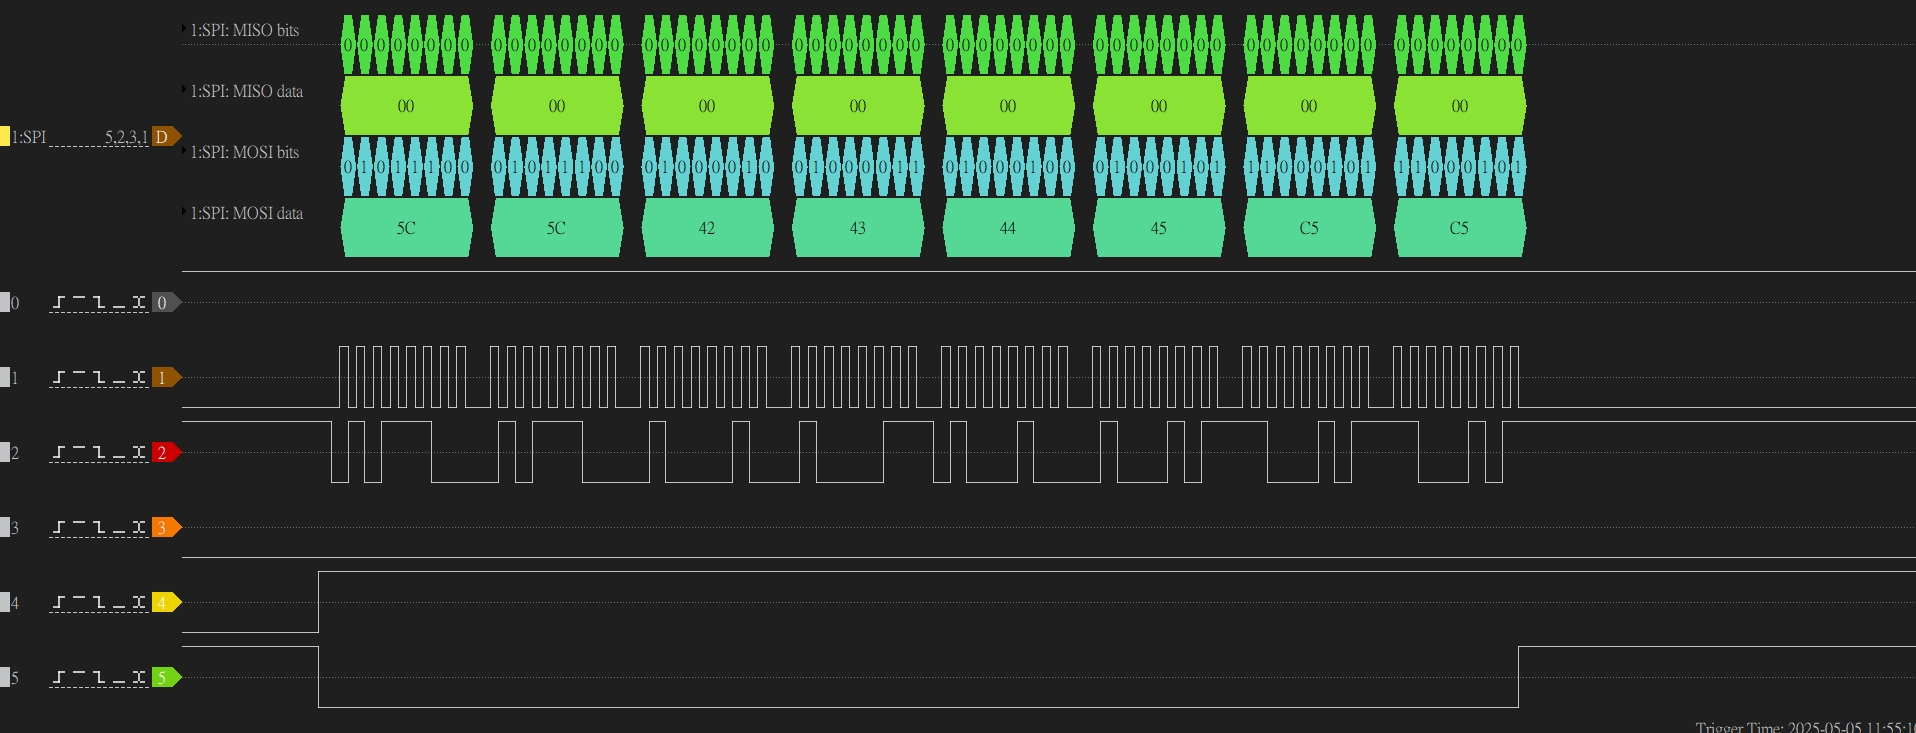 1:SPI: MISO bits
0 0 0 0 0 0 0 0 0 0 0 0 0 0 0 0 0 0 0 0 0 0 0 0 0 0 0 0 0 0 0 0 0 0 0 0 0 0 0 0 0 0 0 0 0 0 0 0 0 0 0 0 0 0 0 0 0 0 0 0 0 0 0 0
1:SPI: MISO data
00 00 00 00 00 00 00 00
1:SPI 5,2,3,1 D
1:SPI: MOSI bits
0 1 0 1 1 1 0 0 0 1 0 1 1 1 0 0 0 1 0 0 0 0 1 0 0 1 0 0 0 0 1 1 0 1 0 0 0 1 0 0 0 1 0 0 0 1 0 1 1 1 0 0 0 1 0 1 1 1 0 0 0 1 0 1
1:SPI: MOSI data
5C 5C 42 43 44 45 C5 C5
0 0
1 1
2 2
3 3
4 4
5 5
Trigger Time: 2025-05-05 11:55:1